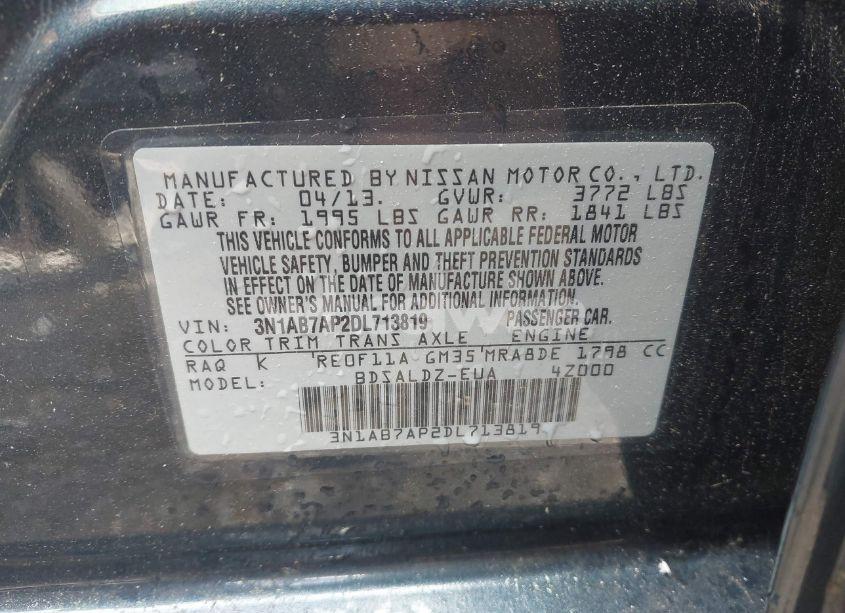 MANUFACTURED BY NISSAN MOTOR CO., LTD.
DATE: 04/13. GVWR: 3772 LBS
GAWR FR: 1995 LBS GAWR RR: 1841 LBS
THIS VEHICLE CONFORMS TO ALL APPLICABLE FEDERAL MOTOR
VEHICLE SAFETY, BUMPER AND THEFT PREVENTION STANDARDS
IN EFFECT ON THE DATE OF MANUFACTURE SHOWN ABOVE.
SEE OWNER'S MANUAL FOR ADDITIONAL INFORMATION.
VIN: 3N1AB7AP2DL713819 PASSENGER CAR.
COLOR TRIM TRANS AXLE ENGINE
RAQ K RE0F11A GM35 MRA8DE 1798 CC
MODEL: BDSALDZ-EUA 4Z000
3N1AB7AP2DL713819